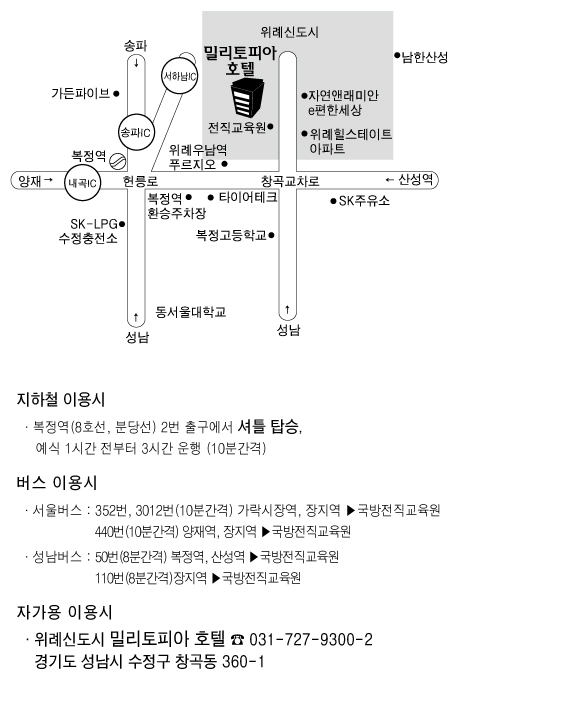 위례신도시
송파
↓
밀리토피아
호텔
남한산성
서하남IC
가든파이브
자연앤래미안
e편한세상
전직교육원
송파IC
위례힐스테이트
아파트
복정역
위례우남역
푸르지오
양재→
내곡IC
헌릉로
창곡교차로
← 산성역
복정역
환승주차장
타이어테크
SK주유소
SK-LPG
수정충전소
복정고등학교
↑
성남
동서울대학교
↑
성남
지하철 이용시
· 복정역(8호선, 분당선) 2번 출구에서 셔틀 탑승,
예식 1시간 전부터 3시간 운행 (10분간격)
버스 이용시
· 서울버스 : 352번, 3012번(10분간격) 가락시장역, 장지역 ▶국방전직교육원
440번(10분간격) 양재역, 장지역 ▶국방전직교육원
· 성남버스 : 50번(8분간격) 복정역, 산성역 ▶국방전직교육원
110번(8분간격)장지역 ▶국방전직교육원
자가용 이용시
· 위례신도시 밀리토피아 호텔 ☎ 031-727-9300-2
경기도 성남시 수정구 창곡동 360-1